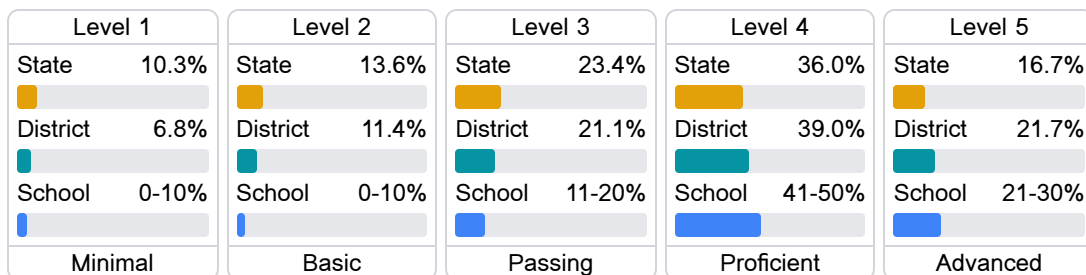 Level 1
State 10.3%
District 6.8%
School 0-10%
Minimal
Level 2
State 13.6%
District 11.4%
School 0-10%
Basic
Level 3
State 23.4%
District 21.1%
School 11-20%
Passing
Level 4
State 36.0%
District 39.0%
School 41-50%
Proficient
Level 5
State 16.7%
District 21.7%
School 21-30%
Advanced